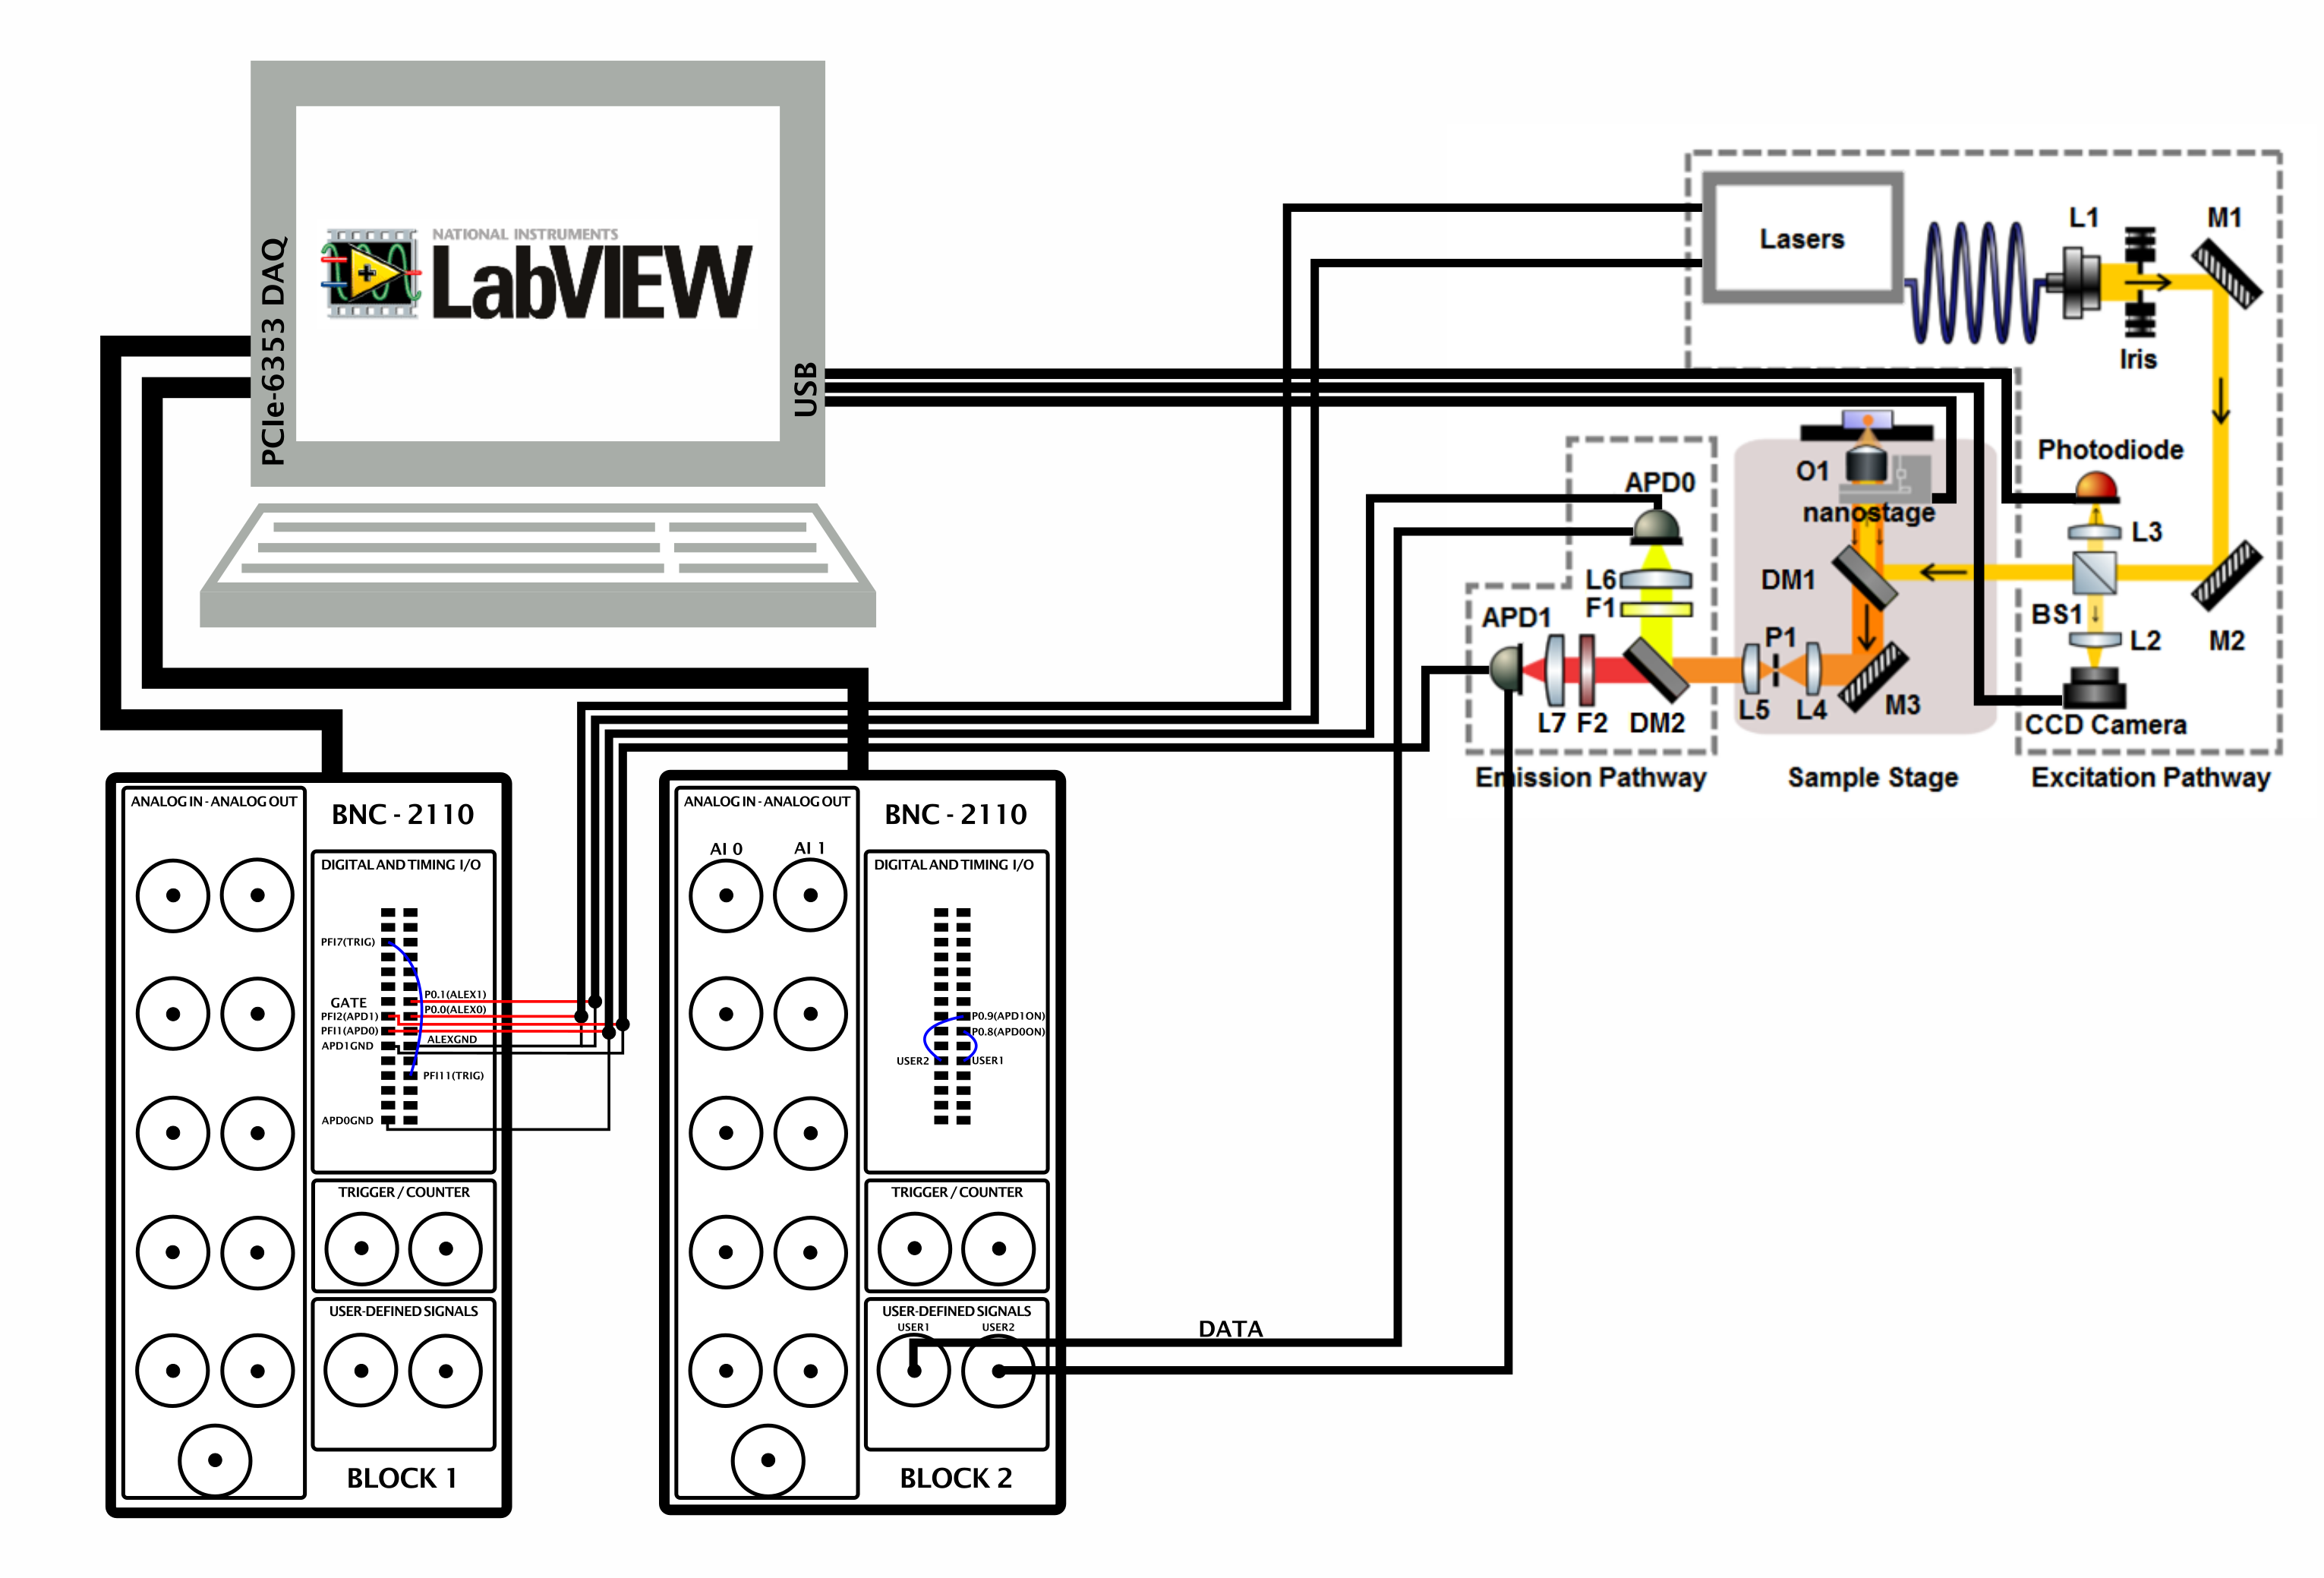 PCIe-6353 DAQ
NATIONAL INSTRUMENTS
LabVIEW
USB
Lasers
L1
M1
Iris
Photodiode
L3
BS1
L2
M2
CCD Camera
Excitation Pathway
O1
nanostage
DM1
P1
L5
L4
M3
Sample Stage
APD0
L6
F1
APD1
L7
F2
DM2
Emission Pathway
ANALOG IN - ANALOG OUT
BNC - 2110
DIGITAL AND TIMING I/O
PFI7(TRIG)
P0.1(ALEX1)
GATE
P0.0(ALEX0)
PFI2(APD1)
PFI1(APD0)
ALEXGND
APD1GND
PFI11(TRIG)
APD0GND
TRIGGER / COUNTER
USER-DEFINED SIGNALS
BLOCK 1
ANALOG IN - ANALOG OUT
BNC - 2110
AI 0
AI 1
DIGITAL AND TIMING I/O
P0.9(APD1ON)
P0.8(APD0ON)
USER2
USER1
TRIGGER / COUNTER
USER-DEFINED SIGNALS
USER1
USER2
BLOCK 2
DATA